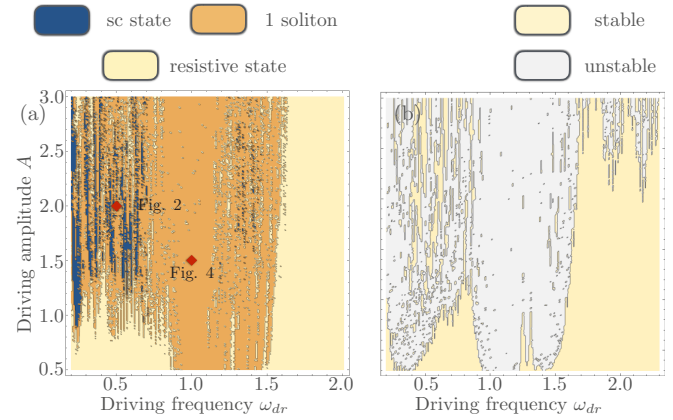 sc state
1 soliton
resistive state
stable
unstable
(a)
(b)
3.0
2.5
2.0
1.5
1.0
0.5
Driving amplitude A
Fig. 2
Fig. 4
0.5 1.0 1.5 2.0
0.5 1.0 1.5 2.0
Driving frequency ω_dr
Driving frequency ω_dr